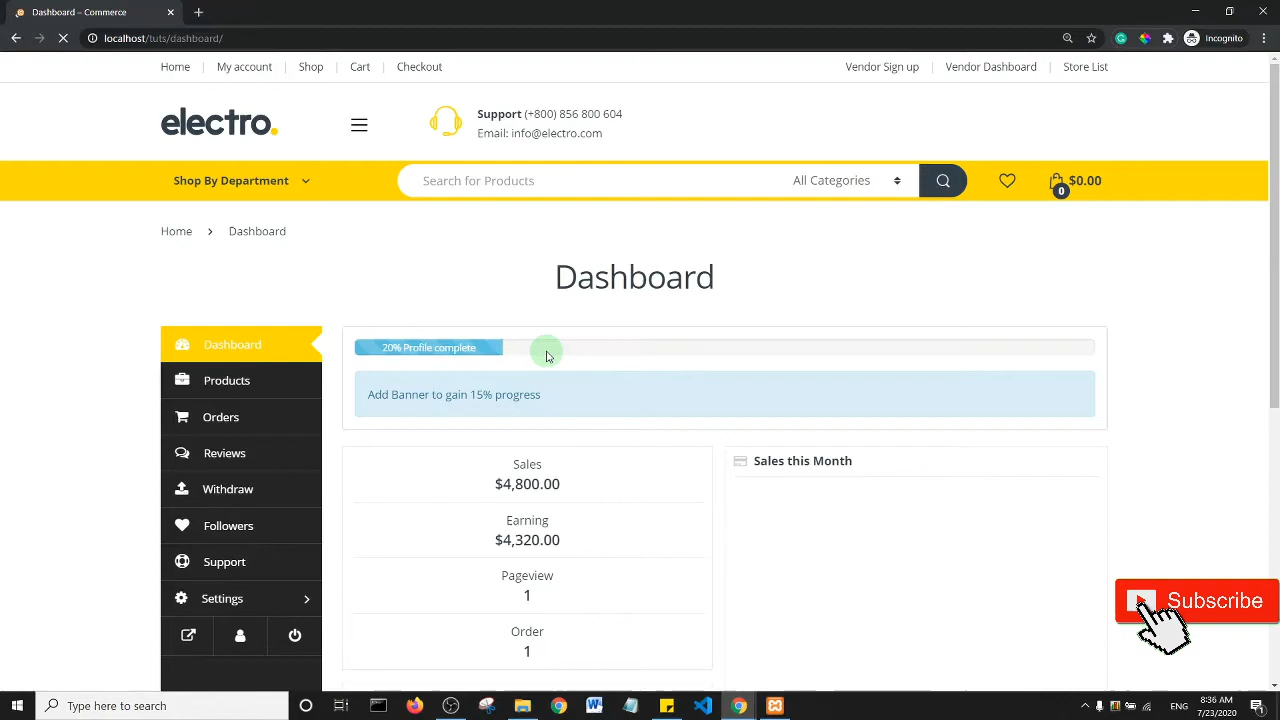 Dashboard – Commerce
localhost/tuts/dashboard/
Incognito
Home
My account
Shop
Cart
Checkout
Vendor Sign up
Vendor Dashboard
Store List
electro.
Support (+800) 856 800 604
Email: info@electro.com
Shop By Department
Search for Products
All Categories
0
$0.00
Home
Dashboard
Dashboard
Dashboard
Products
Orders
Reviews
Withdraw
Followers
Support
Settings
20% Profile complete
Add Banner to gain 15% progress
Sales
$4,800.00
Earning
$4,320.00
Pageview
1
Order
1
Sales this Month
Subscribe
Type here to search
ENG
8:36 AM
7/23/2020